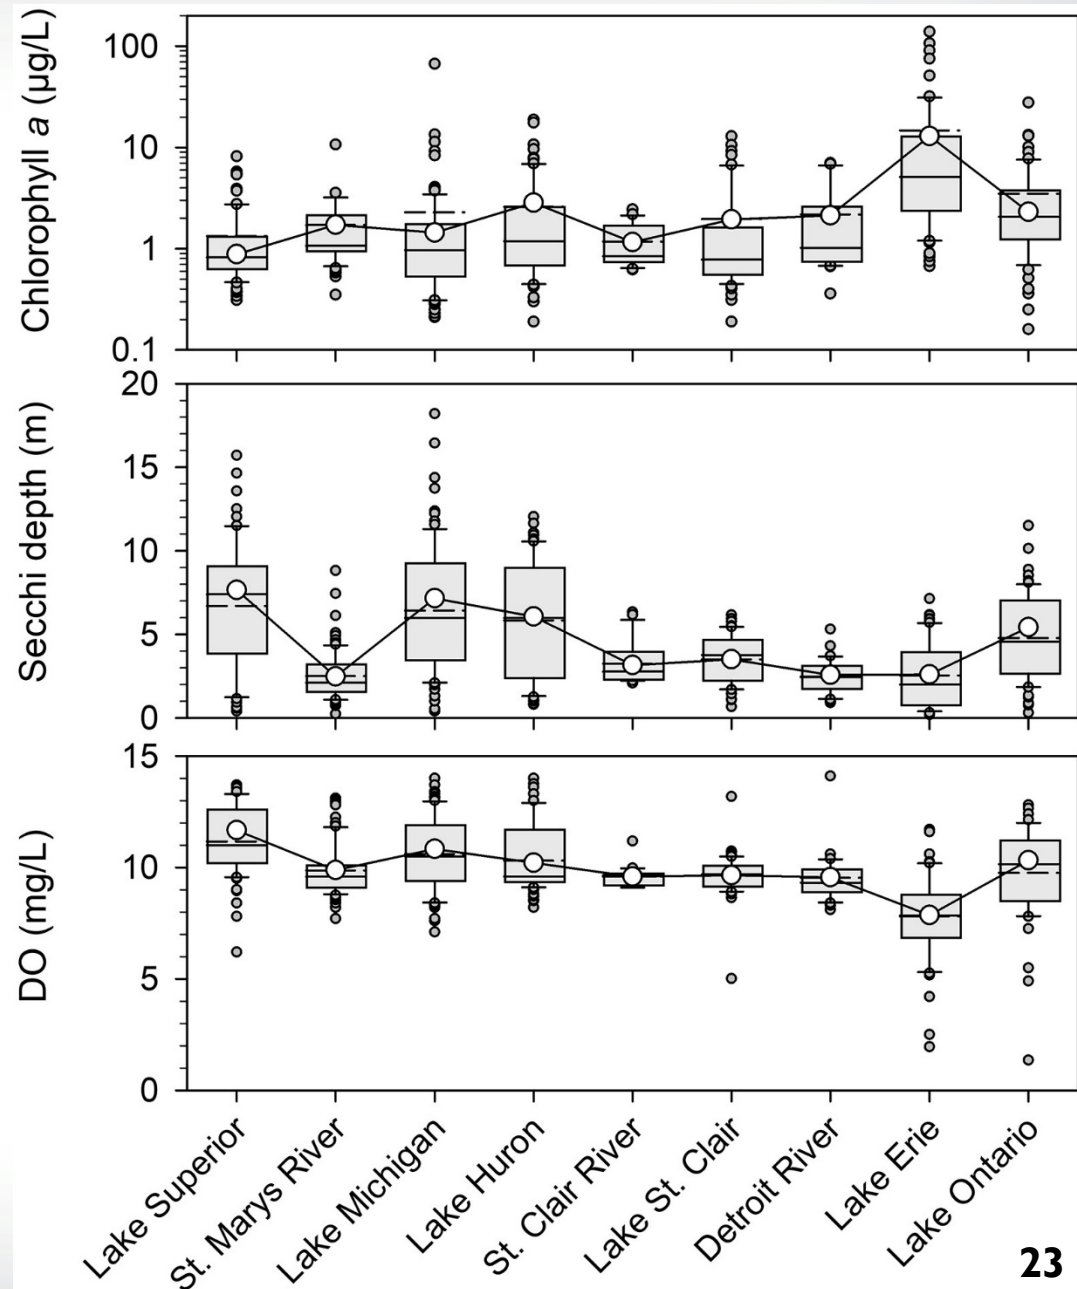 Chlorophyll a (µg/L)
100
10
1
0.1
Secchi depth (m)
20
15
10
5
0
DO (mg/L)
15
10
5
0
Lake Superior
St. Marys River
Lake Michigan
Lake Huron
St. Clair River
Lake St. Clair
Detroit River
Lake Erie
Lake Ontario
23